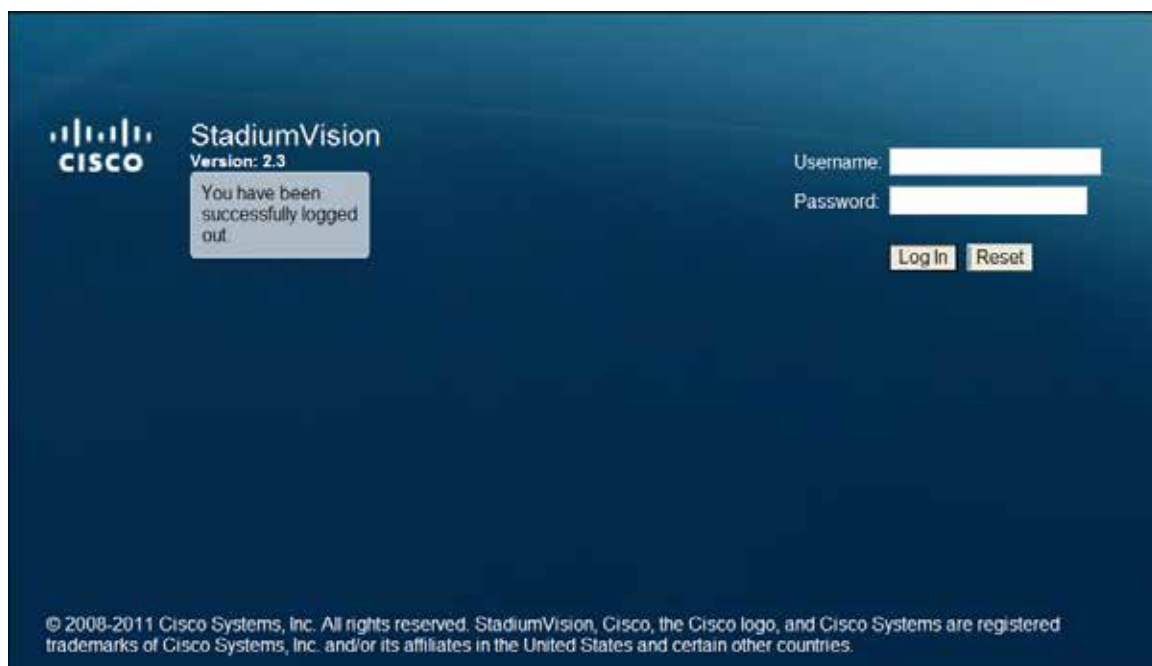 CISCO
StadiumVision
Version: 2.3
You have been
successfully logged
out.
Username:
Password:
Log In
Reset
© 2008-2011 Cisco Systems, Inc. All rights reserved. StadiumVision, Cisco, the Cisco logo, and Cisco Systems are registered
trademarks of Cisco Systems, Inc. and/or its affiliates in the United States and certain other countries.